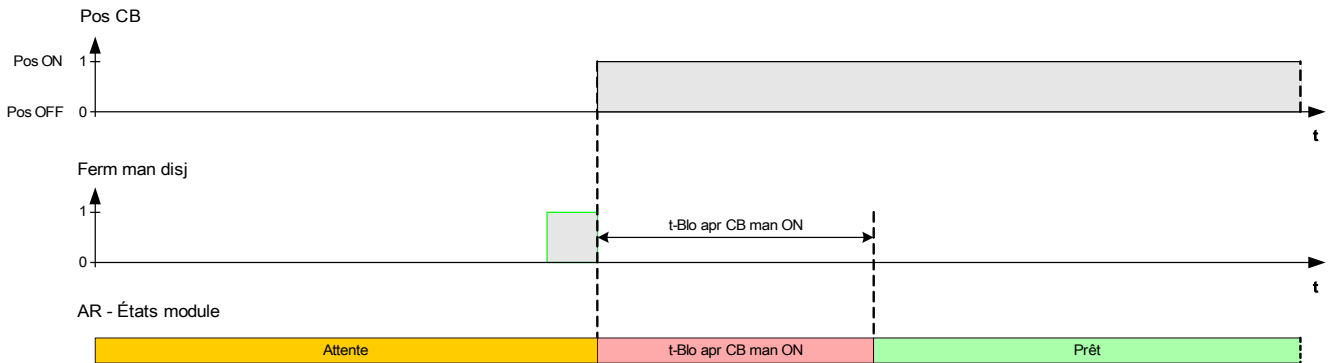 Pos CB
Pos ON 1
Pos OFF 0
t
Ferm man disj
1
t-Blo apr CB man ON
0
t
AR - États module
Attente t-Blo apr CB man ON Prêt